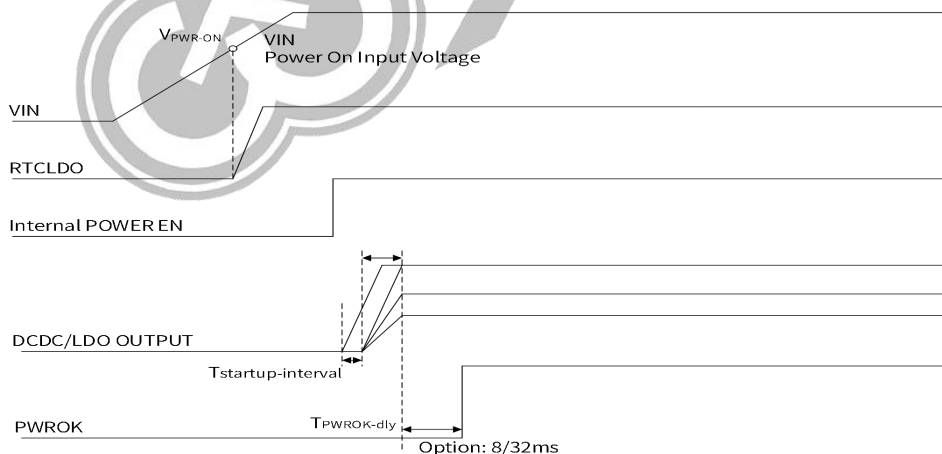 VPWR-ON
VIN
Power On Input Voltage
VIN
RTCLDO
Internal POWER EN
DCDC/LDO OUTPUT
Tstartup-interval
PWROK
TPWROK-dly
Option: 8/32ms